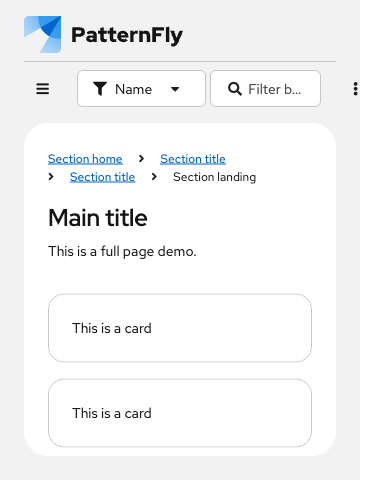 PatternFly
Name
Filter b...
Section home
Section title
Section title
Section landing
Main title
This is a full page demo.
This is a card
This is a card